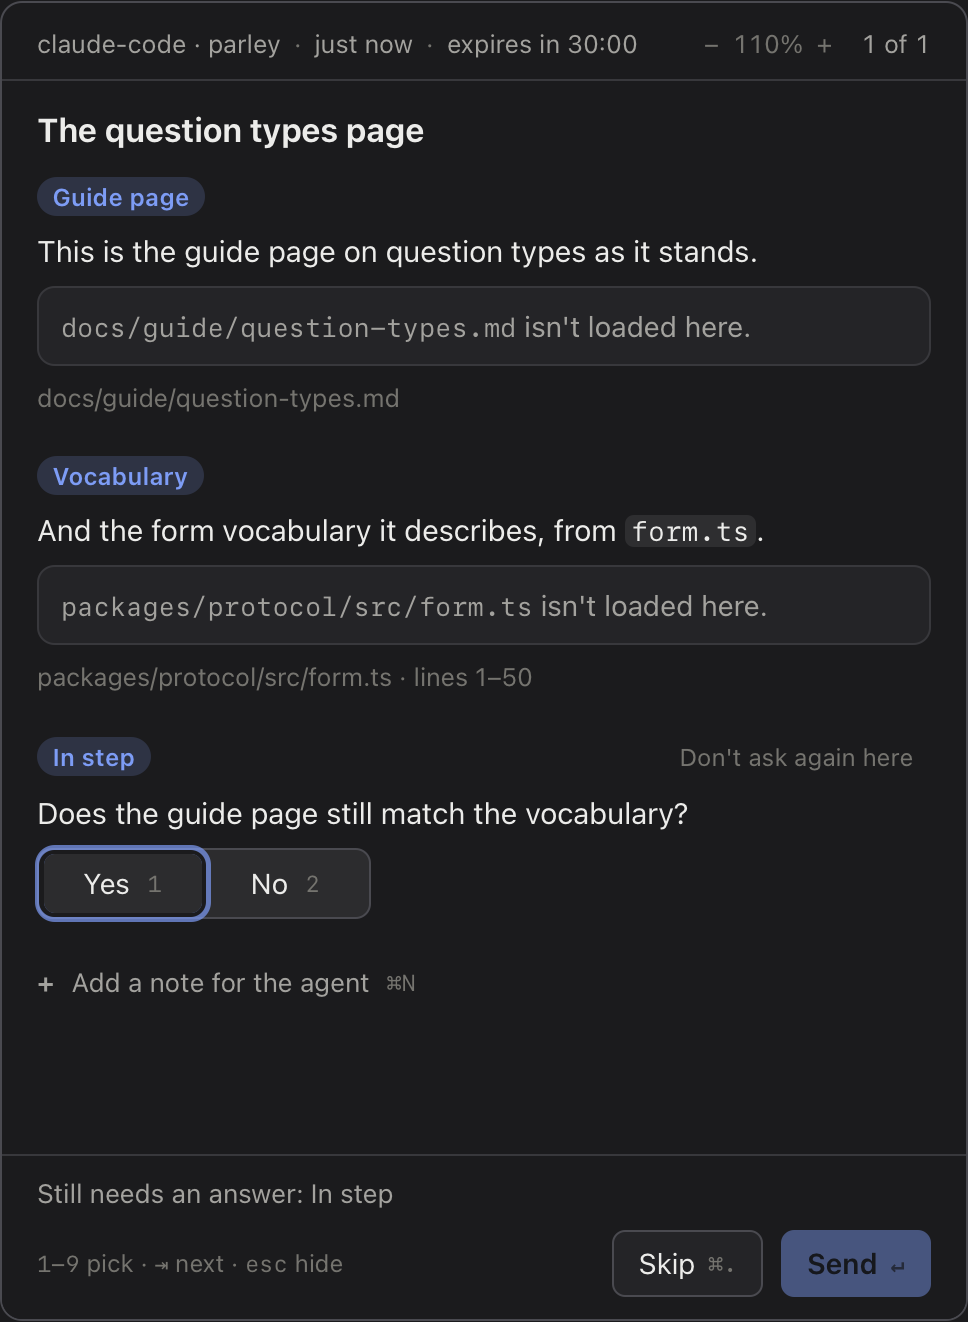 claude-code · parley · just now · expires in 30:00 − 110% + 1 of 1
The question types page
Guide page
This is the guide page on question types as it stands.
docs/guide/question-types.md isn't loaded here.
docs/guide/question-types.md
Vocabulary
And the form vocabulary it describes, from form.ts.
packages/protocol/src/form.ts isn't loaded here.
packages/protocol/src/form.ts · lines 1–50
In step Don't ask again here
Does the guide page still match the vocabulary?
Yes 1 No 2
+ Add a note for the agent ⌘N
Still needs an answer: In step
1–9 pick · ⇥ next · esc hide Skip ⌘. Send ↵